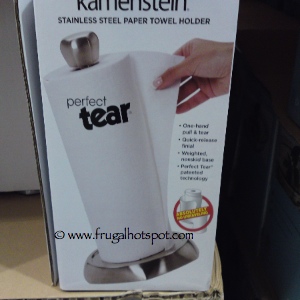 kamenstein
STAINLESS STEEL PAPER TOWEL HOLDER
perfect
tear®
• One-hand
pull & tear
• Quick-release
finial
• Weighted,
nonskid base
• Perfect Tear®
patented
technology
© www.frugalhotspot.com